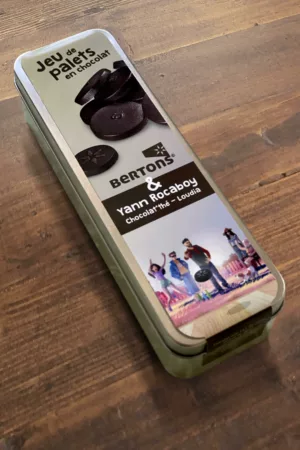 Jeu de
palets
en chocolat
BERTONS
&
Yann Rocaboy
Chocolat'Thé - Loudia